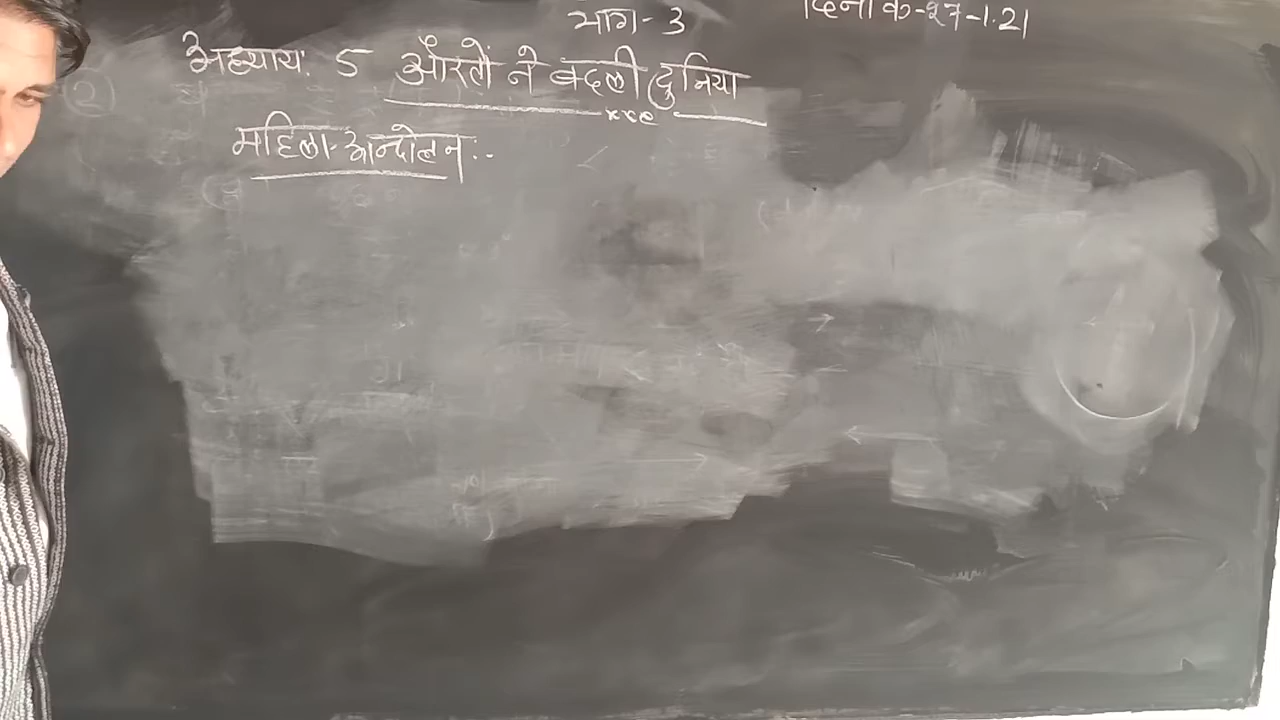 भाग-3
दिनांक-27-1.21
अध्याय: 5 औरतों ने बदली दुनिया
महिला-आन्दोलन:-